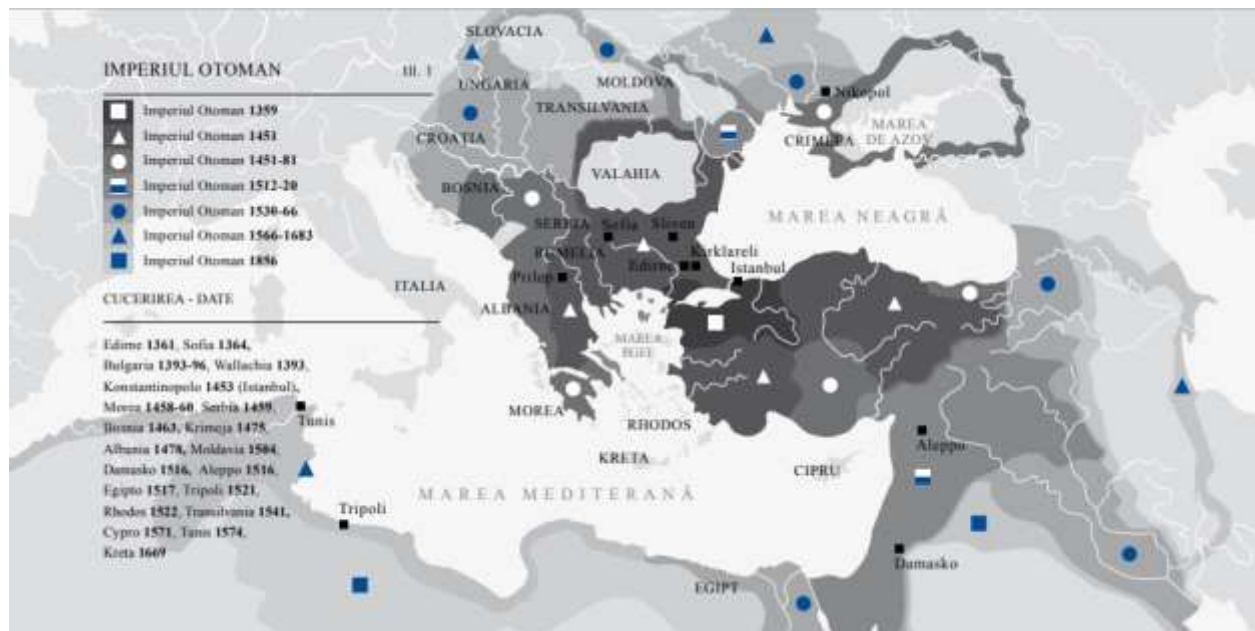 IMPERIUL OTOMAN
Ill. 1
Imperiul Otoman 1359
Imperiul Otoman 1451
Imperiul Otoman 1451-81
Imperiul Otoman 1512-20
Imperiul Otoman 1530-66
Imperiul Otoman 1566-1683
Imperiul Otoman 1856
CUCERIREA - DATE
Edirne 1361, Sofia 1364,
Bulgaria 1393-96, Wallachia 1393,
Konstantinopolo 1453 (Istanbul),
Morea 1458-60, Serbia 1459,
Bosnia 1463, Krimeja 1475,
Albania 1478, Moldavia 1504,
Damasko 1516, Aleppo 1516,
Egipto 1517, Tripoli 1521,
Rhodos 1522, Transilvania 1541,
Cypro 1571, Tunis 1574,
Kreta 1669
SLOVACIA
UNGARIA
MOLDOVA
TRANSILVANIA
CROATIA
Nikopol
CRIMEEA
MAREA
DE AZOV
VALAHIA
BOSNIA
MAREA NEAGRĂ
SERBIA
Sofia
Sliven
RUMELIA
Edirne
Kirklareli
Istanbul
Prilep
ITALIA
ALBANIA
MAREA
EGEE
MOREA
RHODOS
Tunis
KRETA
CIPRU
Aleppo
MAREA MEDITERANĂ
Tripoli
Damasko
EGIPT